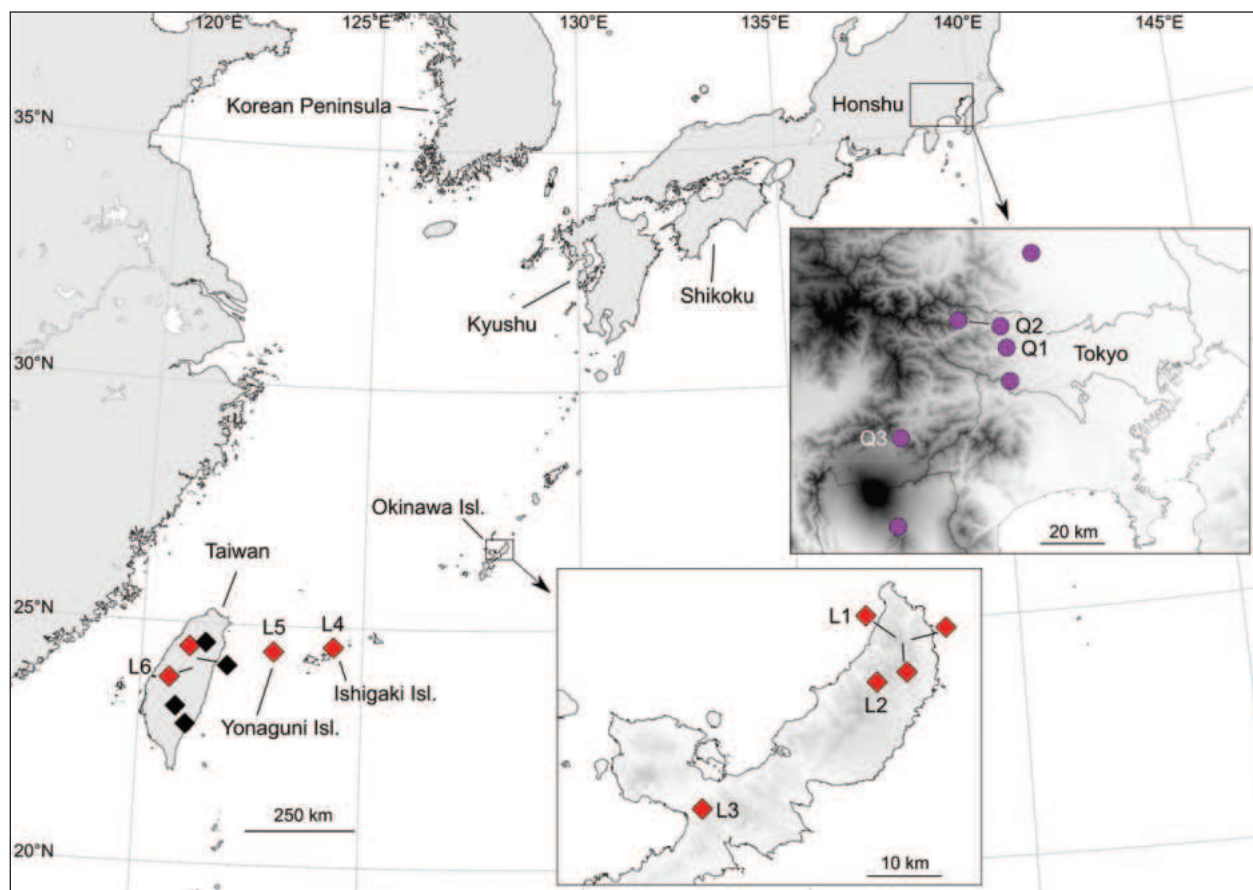 120°E
125°E
130°E
135°E
140°E
145°E
35°N
30°N
25°N
20°N
Korean Peninsula
Honshu
Kyushu
Shikoku
Q2
Q1
Tokyo
Q3
20 km
Okinawa Isl.
Taiwan
L5
L4
L6
Ishigaki Isl.
Yonaguni Isl.
250 km
L1
L2
L3
10 km